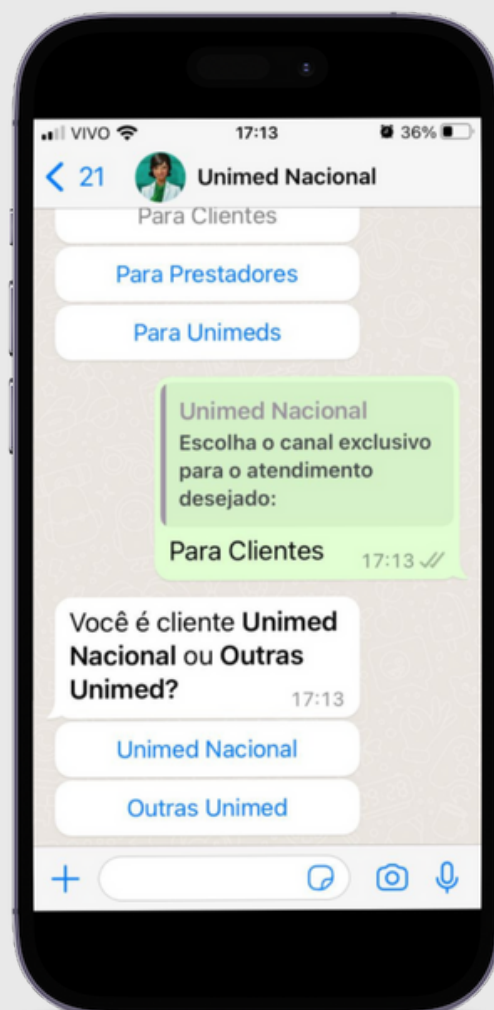 VIVO 17:13 36%
21 Unimed Nacional
Para Clientes
Para Prestadores
Para Unimeds
Unimed Nacional
Escolha o canal exclusivo
para o atendimento
desejado:
Para Clientes 17:13
Você é cliente Unimed
Nacional ou Outras
Unimed?
17:13
Unimed Nacional
Outras Unimed